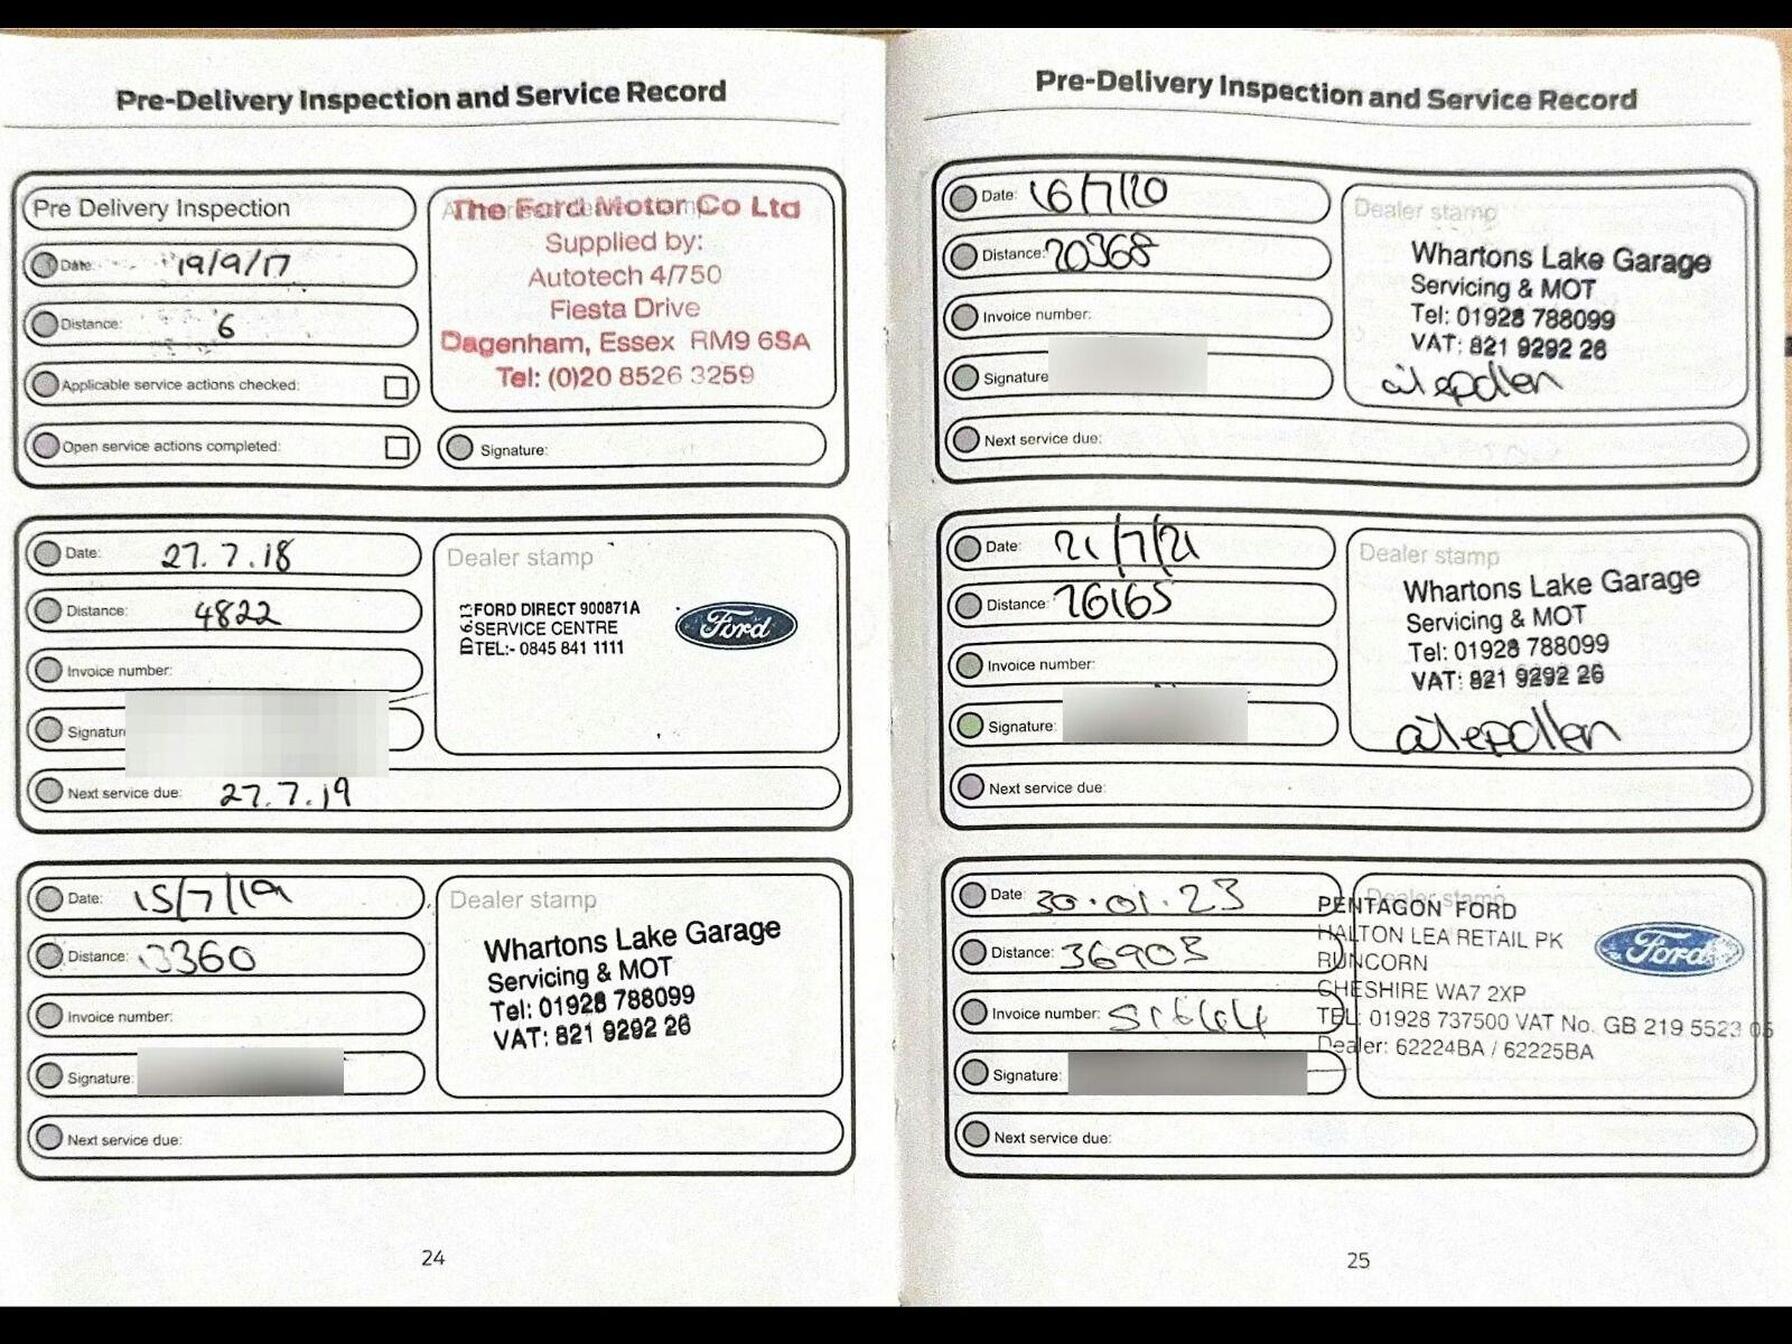 Pre-Delivery Inspection and Service Record
Pre Delivery Inspection
Date: 19/9/17
Distance: 6
Applicable service actions checked:
Open service actions completed:
The Ford Motor Co Ltd
Supplied by:
Autotech 4/750
Fiesta Drive
Dagenham, Essex RM9 6SA
Tel: (0)20 8526 3259
Signature:
Date: 27.7.18
Distance: 4822
Invoice number:
Signature
Next service due: 27.7.19
Dealer stamp
FORD DIRECT 900871A
SERVICE CENTRE
TEL:- 0845 841 1111
Ford
Date: 15/7/19
Distance: 3360
Invoice number:
Signature:
Next service due:
Dealer stamp
Whartons Lake Garage
Servicing & MOT
Tel: 01928 788099
VAT: 821 9292 26
24
Pre-Delivery Inspection and Service Record
Date: 16/7/20
Distance: 20368
Invoice number:
Signature
Next service due:
Dealer stamp
Whartons Lake Garage
Servicing & MOT
Tel: 01928 788099
VAT: 821 9292 26
Date: 21/7/21
Distance: 26165
Invoice number:
Signature:
Next service due:
Dealer stamp
Whartons Lake Garage
Servicing & MOT
Tel: 01928 788099
VAT: 821 9292 26
Date: 30.01.23
Distance: 36903
Invoice number:
Signature:
Next service due:
Dealer stamp
PENTAGON FORD
HALTON LEA RETAIL PK
RUNCORN
CHESHIRE WA7 2XP
TEL: 01928 737500 VAT No. GB 219 5523 05
Dealer: 62224BA / 62225BA
Ford
25